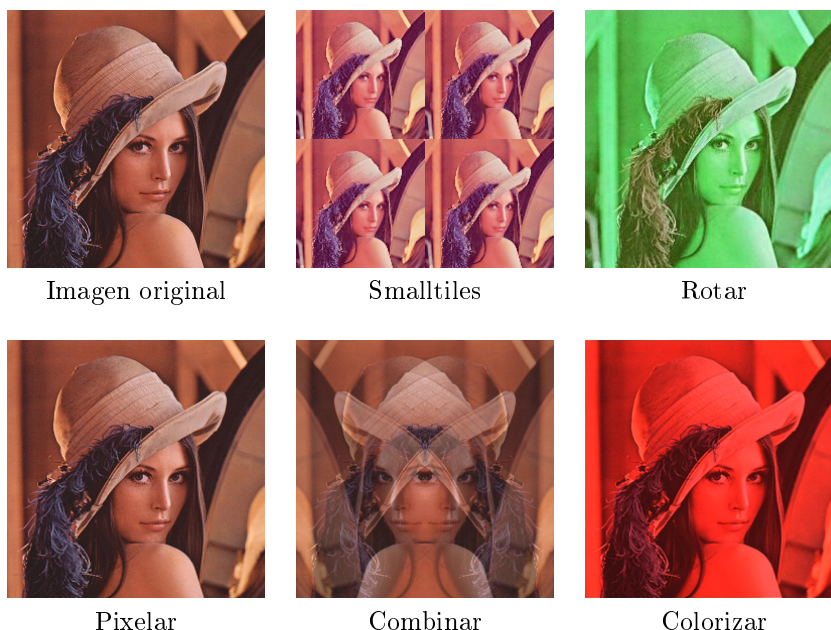 Imagen original
Smalltiles
Rotar
Pixelar
Combinar
Colorizar